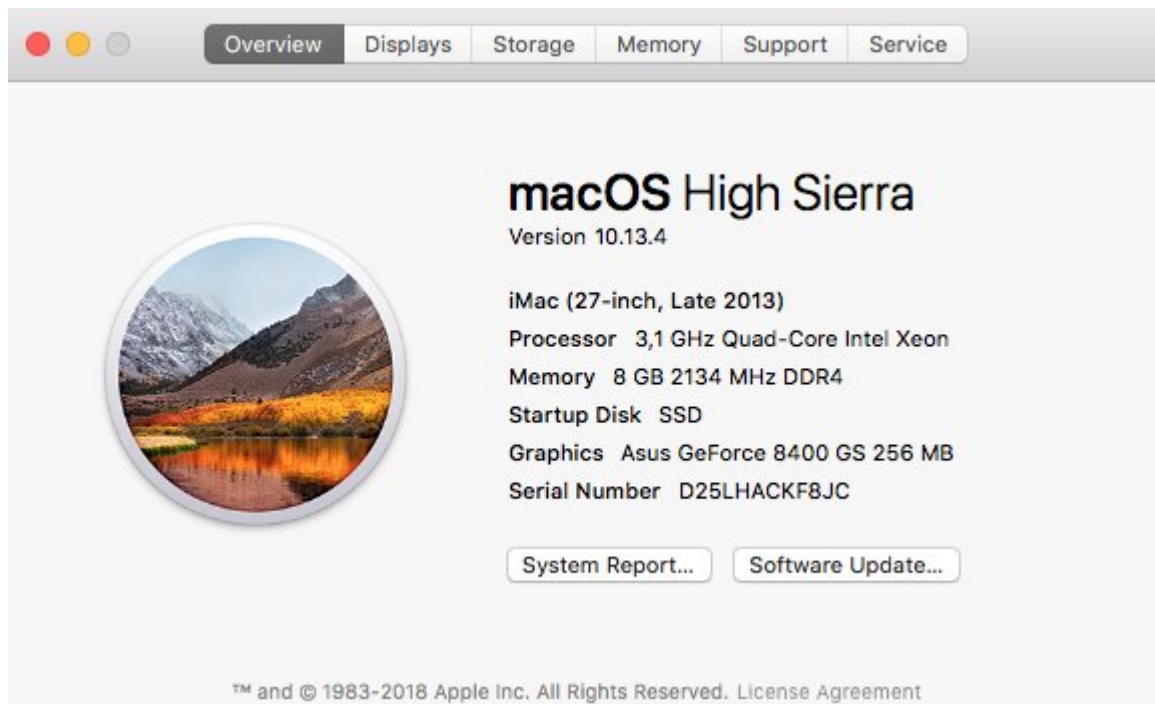 Overview Displays Storage Memory Support Service
macOS High Sierra
Version 10.13.4
iMac (27-inch, Late 2013)
Processor 3,1 GHz Quad-Core Intel Xeon
Memory 8 GB 2134 MHz DDR4
Startup Disk SSD
Graphics Asus GeForce 8400 GS 256 MB
Serial Number D25LHACKF8JC
System Report... Software Update...
™ and © 1983-2018 Apple Inc. All Rights Reserved. License Agreement